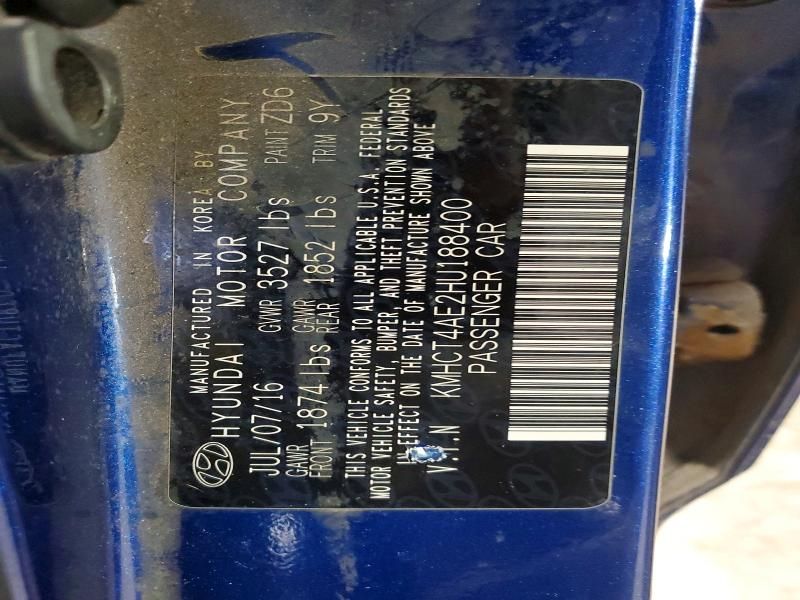 MANUFACTURED IN KOREA BY
HYUNDAI MOTOR COMPANY
JUL/07/16 GVWR 3527 lbs PAINT ZD6
GAWR FRONT 1874 lbs GAWR REAR 1852 lbs TRIM 9Y
THIS VEHICLE CONFORMS TO ALL APPLICABLE U.S.A. FEDERAL
MOTOR VEHICLE SAFETY, BUMPER, AND THEFT PREVENTION STANDARDS
IN EFFECT ON THE DATE OF MANUFACTURE SHOWN ABOVE
V.I.N KMHCT4AE2HU188400
PASSENGER CAR